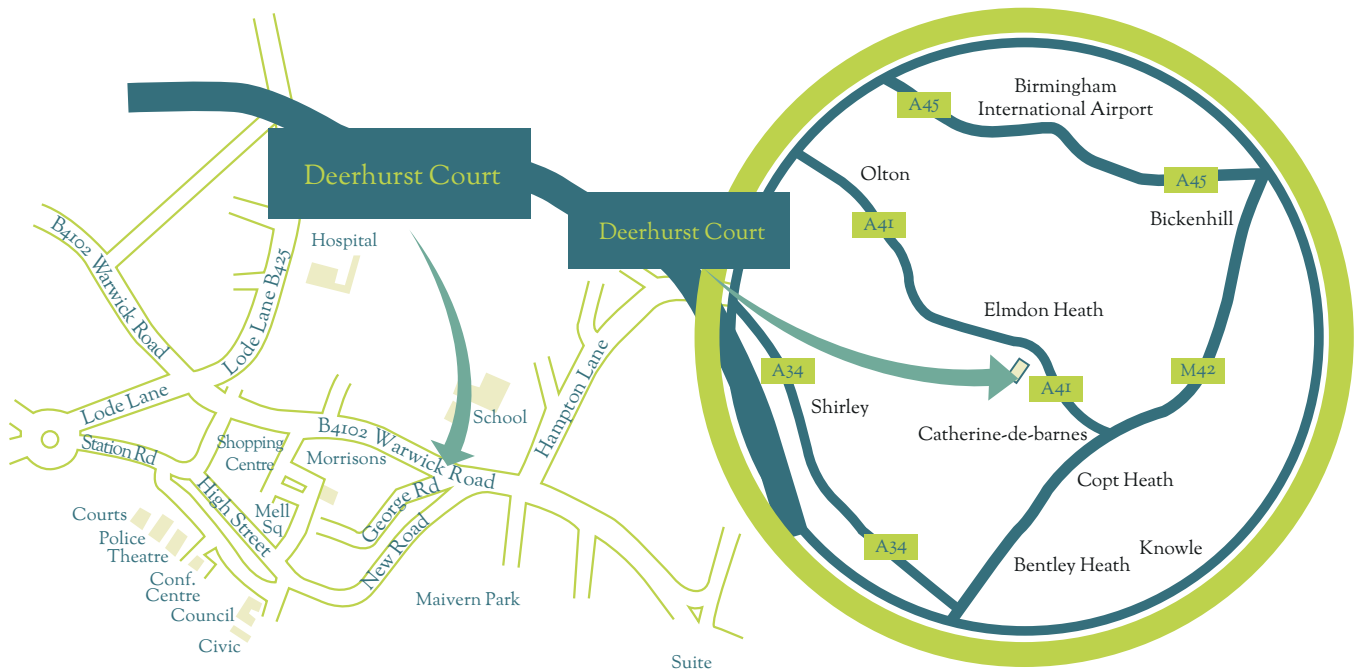 Deerhurst Court
Deerhurst Court
B4102 Warwick Road
Lode Lane B425
Hospital
Lode Lane
Station Rd
Shopping
Centre
High Street
Mell
Sq
B4102 Warwick Road
Morrisons
George Rd
New Road
School
Hampton Lane
Courts
Police
Theatre
Conf.
Centre
Council
Civic
Maivern Park
Suite
Birmingham
International Airport
A45
A45
Olton
A41
Bickenhill
Elmdon Heath
A34
Shirley
A41
M42
Catherine-de-barnes
Copt Heath
A34
Bentley Heath
Knowle